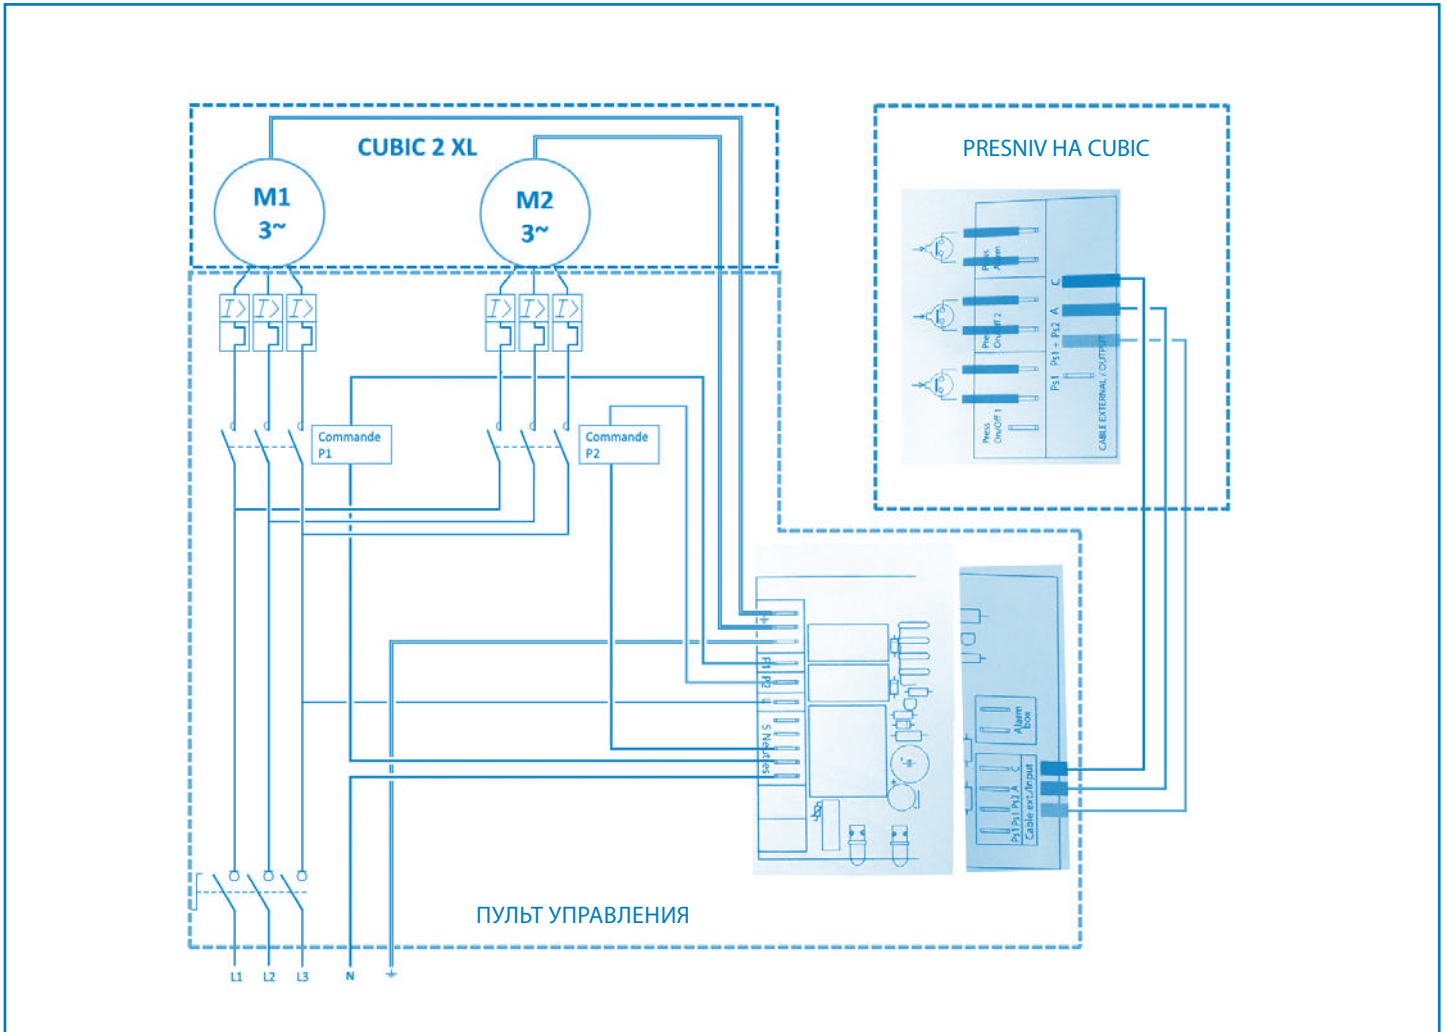 CUBIC 2 XL
PRESNIV НА CUBIC
M1
3~
M2
3~
I>
I>
I>
I>
I>
I>
Commande
P1
Commande
P2
Press
On/Off 2
Press
On/Off 1
C
A
Ps1 + Ps2
Ps1
CABLE EXTERNAL / OUTPUT
P1
P2
L
S Neutres
Alarm
box
C
A
Ps1 Ps1 Ps2
Cable ext./Input
ПУЛЬТ УПРАВЛЕНИЯ
L1
L2
L3
N